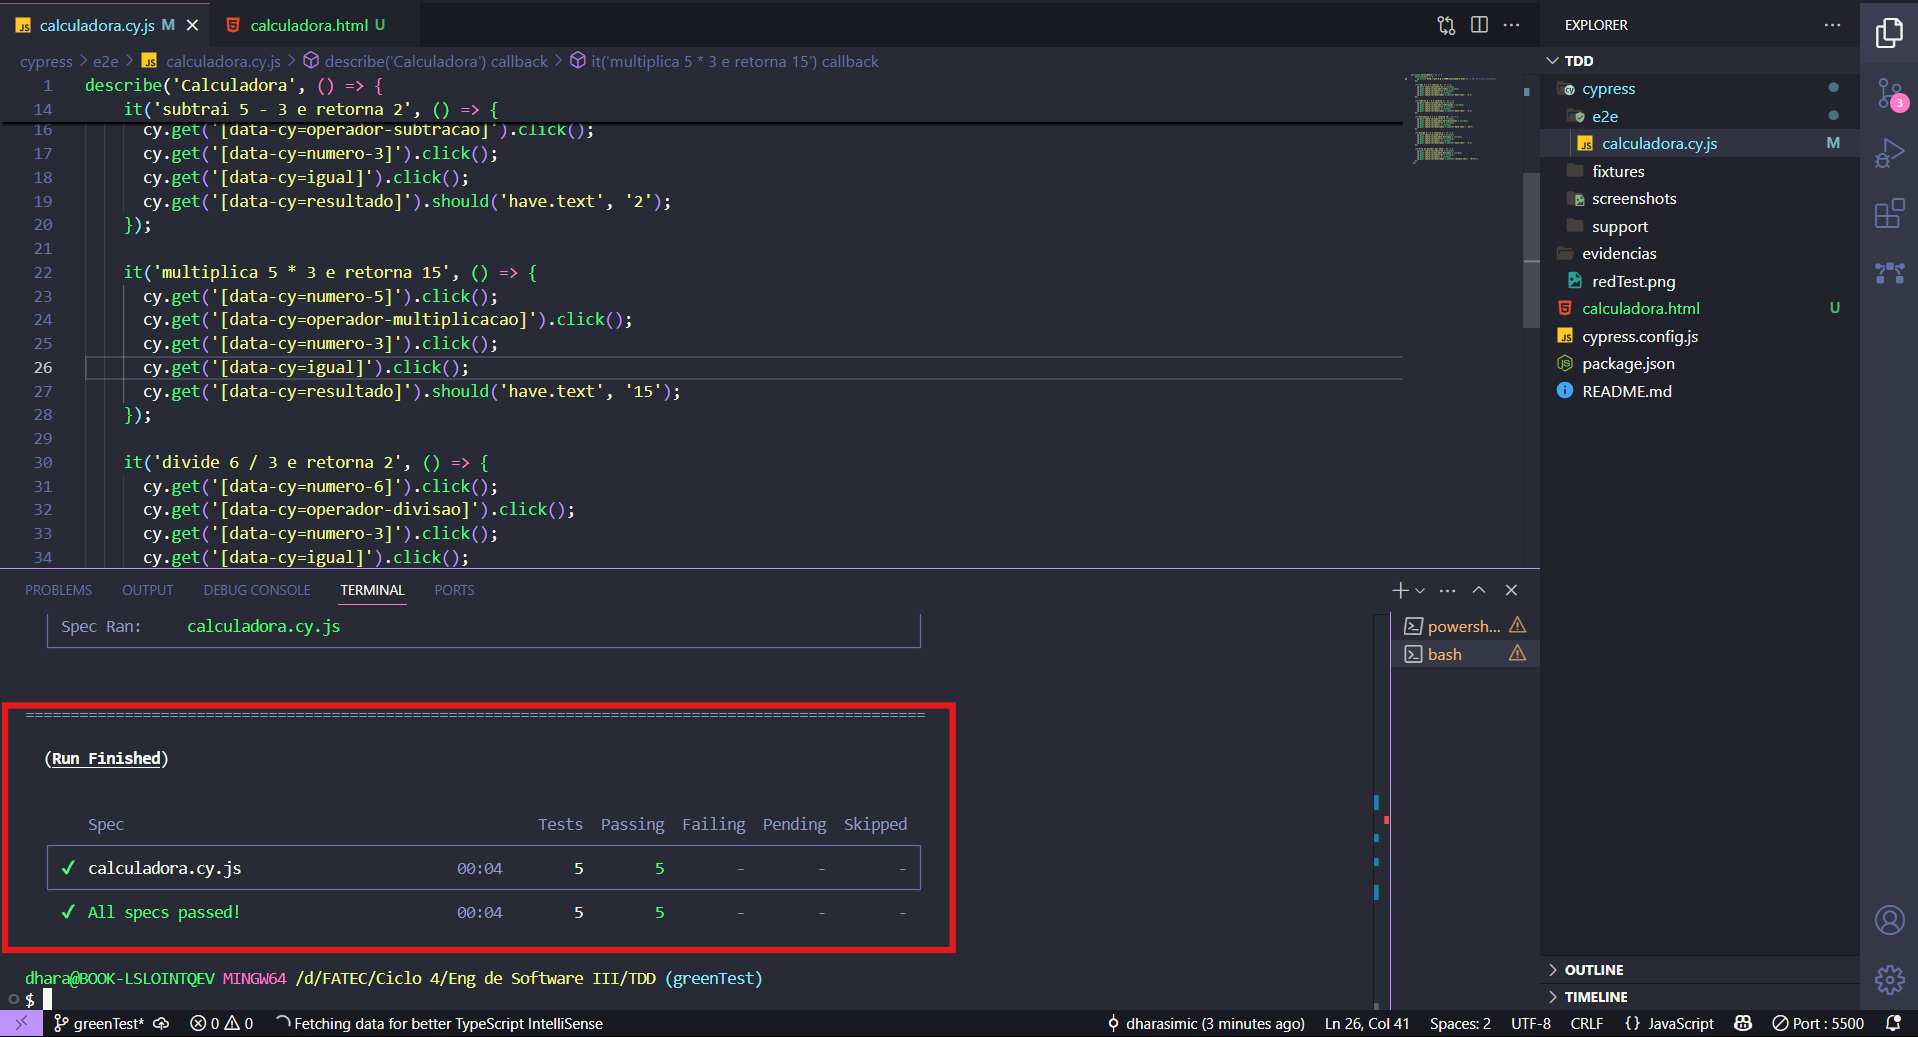 calculadora.cy.js M
calculadora.html U
cypress > e2e > JS calculadora.cy.js > describe('Calculadora') callback > it('multiplica 5 * 3 e retorna 15') callback
1 describe('Calculadora', () => {
14 it('subtrai 5 - 3 e retorna 2', () => {
16 cy.get('[data-cy=operador-subtracao]').click();
17 cy.get('[data-cy=numero-3]').click();
18 cy.get('[data-cy=igual]').click();
19 cy.get('[data-cy=resultado]').should('have.text', '2');
20 });
21
22 it('multiplica 5 * 3 e retorna 15', () => {
23 cy.get('[data-cy=numero-5]').click();
24 cy.get('[data-cy=operador-multiplicacao]').click();
25 cy.get('[data-cy=numero-3]').click();
26 cy.get('[data-cy=igual]').click();
27 cy.get('[data-cy=resultado]').should('have.text', '15');
28 });
29
30 it('divide 6 / 3 e retorna 2', () => {
31 cy.get('[data-cy=numero-6]').click();
32 cy.get('[data-cy=operador-divisao]').click();
33 cy.get('[data-cy=numero-3]').click();
34 cy.get('[data-cy=igual]').click();
PROBLEMS OUTPUT DEBUG CONSOLE TERMINAL PORTS
Spec Ran: calculadora.cy.js
====================================================================================================
(Run Finished)
Spec Tests Passing Failing Pending Skipped
✔ calculadora.cy.js 00:04 5 5 - - -
✔ All specs passed! 00:04 5 5 - - -
dhara@BOOK-LSLOINTQEV MINGW64 /d/FATEC/Ciclo 4/Eng de Software III/TDD (greenTest)
$
powersh...
bash
EXPLORER
TDD
cypress
e2e
JS calculadora.cy.js M
fixtures
screenshots
support
evidencias
redTest.png
calculadora.html U
JS cypress.config.js
package.json
README.md
OUTLINE
TIMELINE
3
greenTest* 0 0 Fetching data for better TypeScript IntelliSense dharasimic (3 minutes ago) Ln 26, Col 41 Spaces: 2 UTF-8 CRLF {} JavaScript Port : 5500